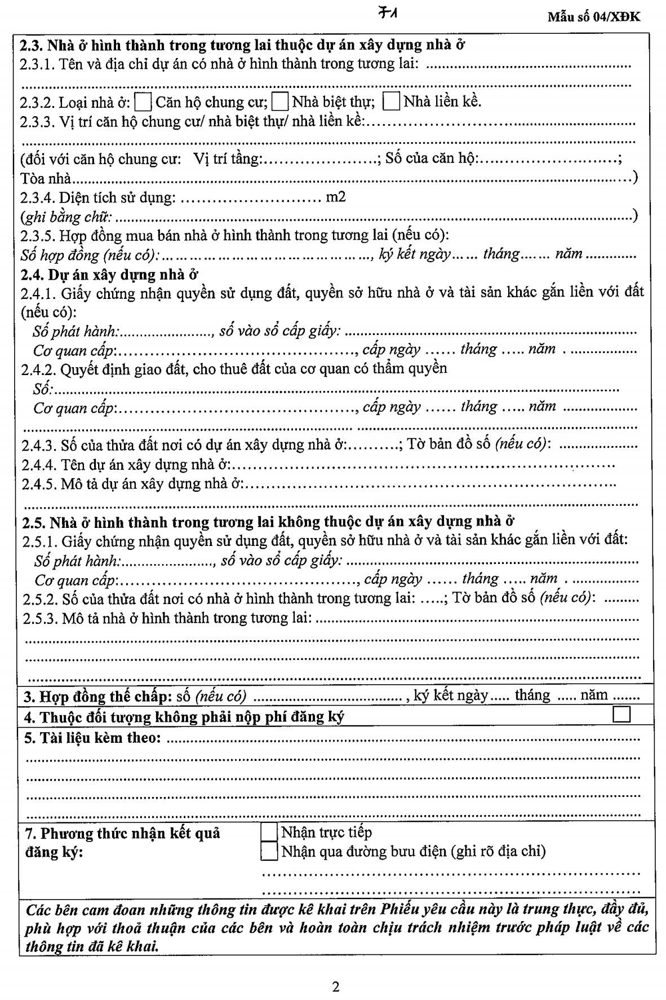 71
Mẫu số 04/XĐK
2.3. Nhà ở hình thành trong tương lai thuộc dự án xây dựng nhà ở
2.3.1. Tên và địa chỉ dự án có nhà ở hình thành trong tương lai: ....................
....................
2.3.2. Loại nhà ở: Căn hộ chung cư; Nhà biệt thự; Nhà liền kề.
2.3.3. Vị trí căn hộ chung cư/ nhà biệt thự/ nhà liền kề:....................
....................
(đối với căn hộ chung cư: Vị trí tầng:....................; Số của căn hộ:....................;
Tòa nhà....................)
2.3.4. Diện tích sử dụng: .................... m2
(ghi bằng chữ: ....................)
2.3.5. Hợp đồng mua bán nhà ở hình thành trong tương lai (nếu có):
Số hợp đồng (nếu có):...................., ký kết ngày...... tháng....... năm .............
2.4. Dự án xây dựng nhà ở
2.4.1. Giấy chứng nhận quyền sử dụng đất, quyền sở hữu nhà ở và tài sản khác gắn liền với đất
(nếu có):
Số phát hành:...................., số vào sổ cấp giấy: ....................
Cơ quan cấp:...................., cấp ngày ...... tháng ..... năm . .................
2.4.2. Quyết định giao đất, cho thuê đất của cơ quan có thẩm quyền
Số:....................
Cơ quan cấp:...................., cấp ngày ...... tháng ..... năm ...................
....................
2.4.3. Số của thửa đất nơi có dự án xây dựng nhà ở:..........; Tờ bản đồ số (nếu có): ....................
2.4.4. Tên dự án xây dựng nhà ở:....................
2.4.5. Mô tả dự án xây dựng nhà ở:....................
....................
2.5. Nhà ở hình thành trong tương lai không thuộc dự án xây dựng nhà ở
2.5.1. Giấy chứng nhận quyền sử dụng đất, quyền sở hữu nhà ở và tài sản khác gắn liền với đất:
Số phát hành:...................., số vào sổ cấp giấy: ....................
Cơ quan cấp:...................., cấp ngày ...... tháng ..... năm . .................
2.5.2. Số của thửa đất nơi có nhà ở hình thành trong tương lai: .....; Tờ bản đồ số (nếu có): .........
2.5.3. Mô tả nhà ở hình thành trong tương lai: ....................
....................
....................
....................
3. Hợp đồng thế chấp: số (nếu có) .................... , ký kết ngày..... tháng ..... năm .......
4. Thuộc đối tượng không phải nộp phí đăng ký
5. Tài liệu kèm theo: ....................
....................
....................
....................
....................
7. Phương thức nhận kết quả
đăng ký:
Nhận trực tiếp
Nhận qua đường bưu điện (ghi rõ địa chỉ)
....................
....................
Các bên cam đoan những thông tin được kê khai trên Phiếu yêu cầu này là trung thực, đầy đủ,
phù hợp với thoả thuận của các bên và hoàn toàn chịu trách nhiệm trước pháp luật về các
thông tin đã kê khai.
2